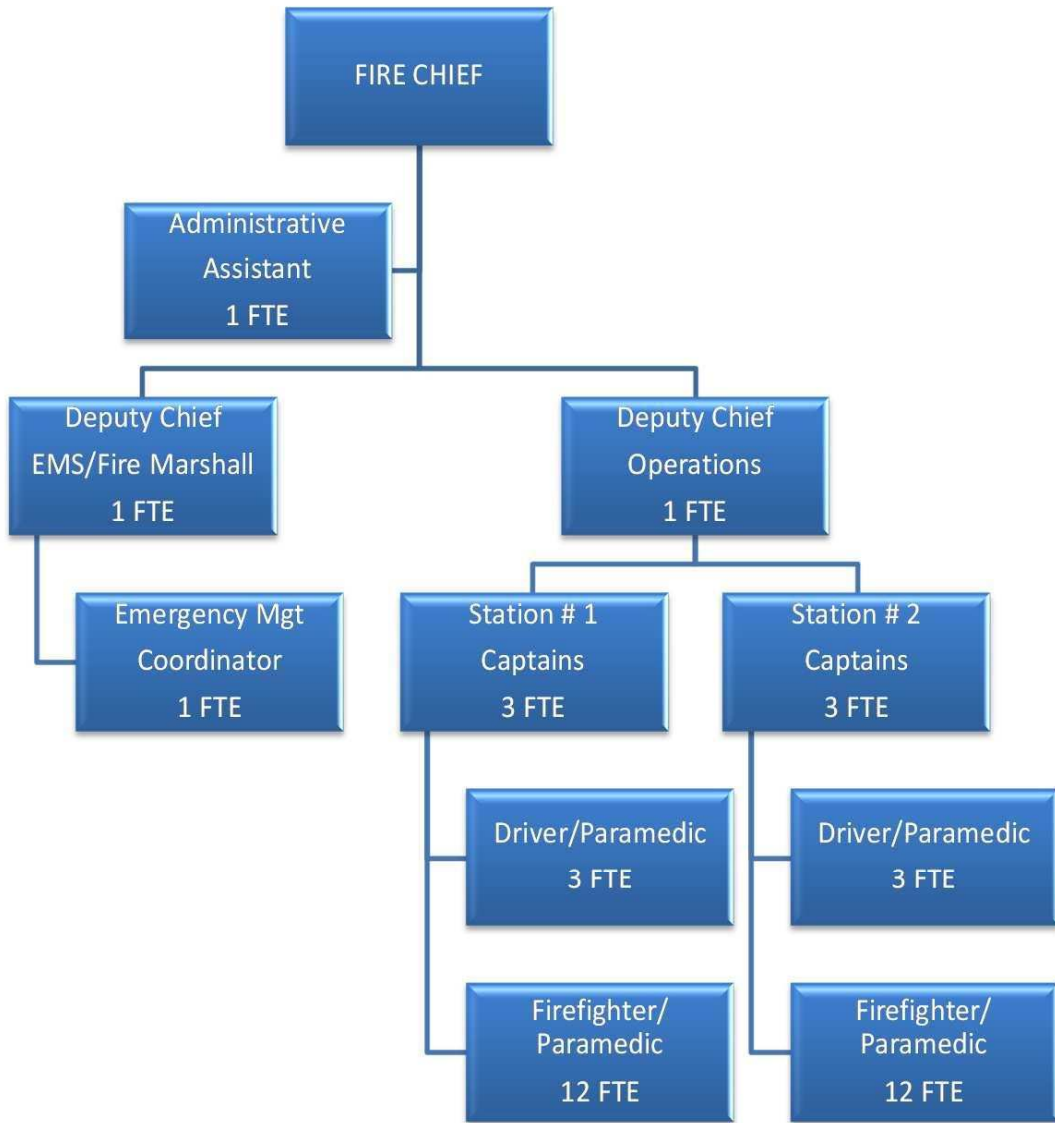 FIRE CHIEF
Administrative
Assistant
1 FTE
Deputy Chief
EMS/Fire Marshall
1 FTE
Deputy Chief
Operations
1 FTE
Emergency Mgt
Coordinator
1 FTE
Station # 1
Captains
3 FTE
Station # 2
Captains
3 FTE
Driver/Paramedic
3 FTE
Driver/Paramedic
3 FTE
Firefighter/
Paramedic
12 FTE
Firefighter/
Paramedic
12 FTE